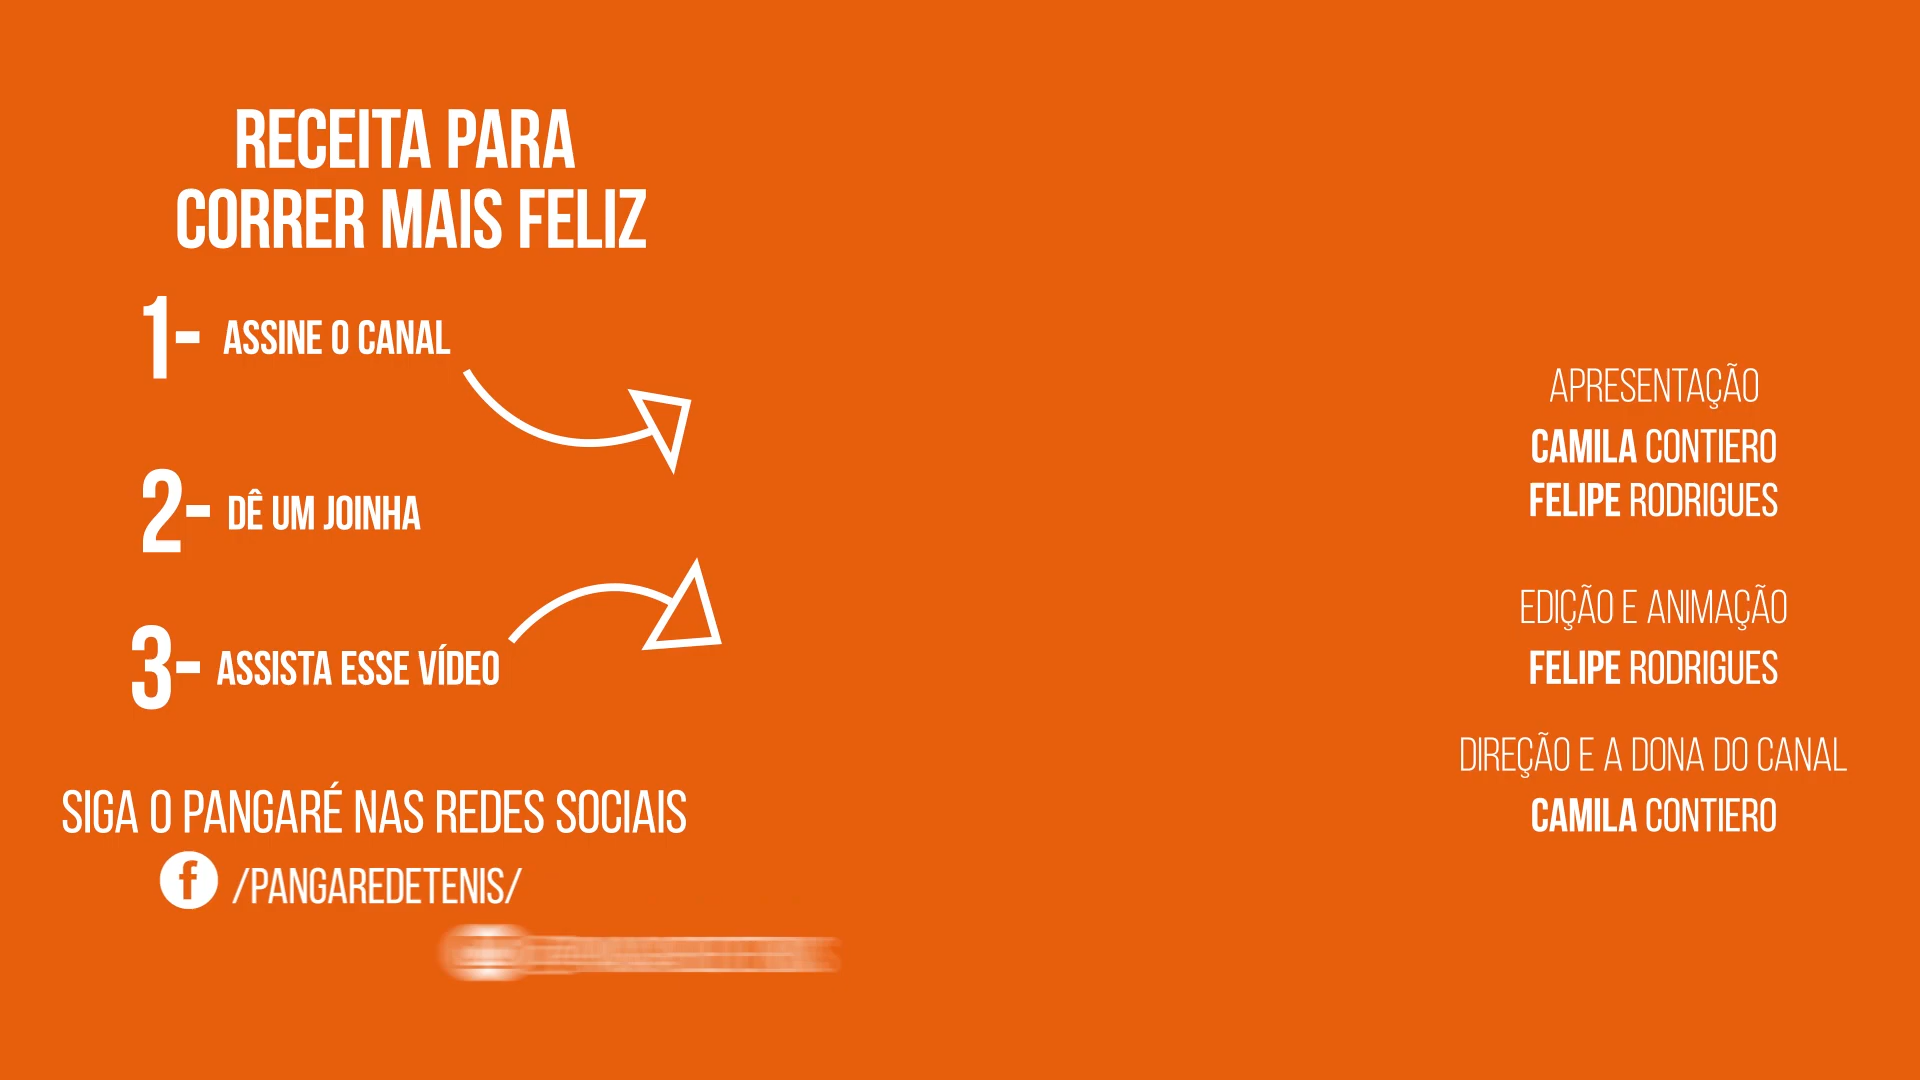 RECEITA PARA
CORRER MAIS FELIZ
1- ASSINE O CANAL
2- DÊ UM JOINHA
3- ASSISTA ESSE VÍDEO
SIGA O PANGARÉ NAS REDES SOCIAIS
f /PANGAREDETENIS/
APRESENTAÇÃO
CAMILA CONTIERO
FELIPE RODRIGUES
EDIÇÃO E ANIMAÇÃO
FELIPE RODRIGUES
DIREÇÃO E A DONA DO CANAL
CAMILA CONTIERO